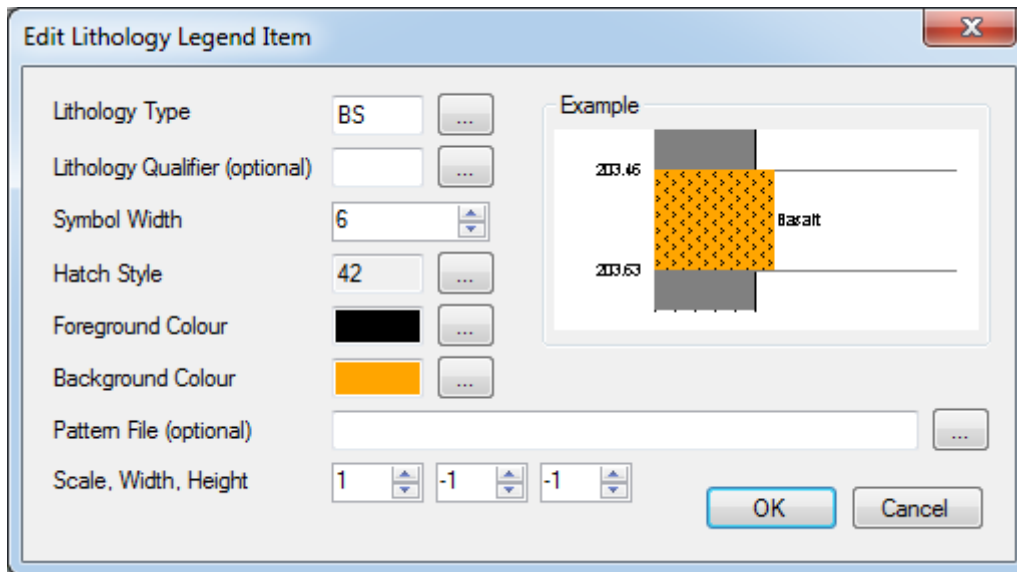 Edit Lithology Legend Item
Lithology Type BS ...
Lithology Qualifier (optional) ...
Symbol Width 6
Hatch Style 42 ...
Foreground Colour ...
Background Colour ...
Pattern File (optional) ...
Scale, Width, Height 1 -1 -1
Example
203.46
Basalt
203.63
OK Cancel